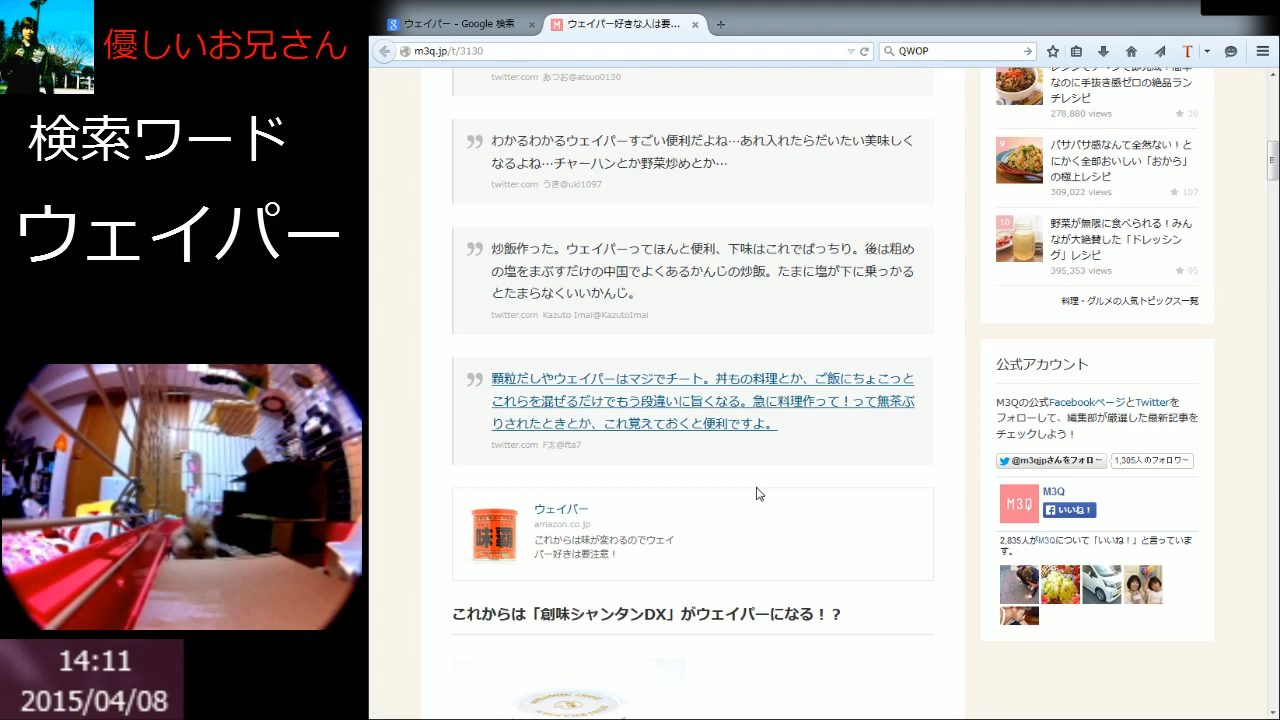 優しいお兄さん
検索ワード
ウェイパー
14:11
2015/04/08
ウェイパー - Google 検索
ウェイパー好きな人は要...
m3q.jp/t/3130
QWOP
twitter.com あつお@atsuo0130
わかるわかるウェイパーすごい便利だよね…あれ入れたらだいたい美味しく
なるよね…チャーハンとか野菜炒めとか…
twitter.com うき@uki1097
炒飯作った。ウェイパーってほんと便利、下味はこれでばっちり。後は粗め
の塩をまぶすだけの中国でよくあるかんじの炒飯。たまに塩が下に乗っかる
とたまらなくいいかんじ。
twitter.com Kazuto Imai@KazutoImai
顆粒だしやウェイパーはマジでチート。丼もの料理とか、ご飯にちょこっと
これらを混ぜるだけでもう段違いに旨くなる。急に料理作って！って無茶ぶ
りされたときとか、これ覚えておくと便利ですよ。
twitter.com F太@fta7
味覇
ウェイパー
amazon.co.jp
これからは味が変わるのでウェイ
パー好きは要注意！
これからは「創味シャンタンDX」がウェイパーになる！？
なのに手抜き感ゼロの絶品ラン
チレシピ
278,880 views
36
9
パサパサ感なんて全然ない！と
にかく全部おいしい「おから」
の極上レシピ
309,022 views
107
10
野菜が無限に食べられる！みん
なが大絶賛した「ドレッシン
グ」レシピ
395,353 views
95
料理・グルメの人気トピックス一覧
公式アカウント
M3Qの公式FacebookページとTwitterを
フォローして、編集部が厳選した最新記事を
チェックしよう！
@m3qjpさんをフォロー
1,305人のフォロワー
M3Q
M3Q
いいね！
2,835人がM3Qについて「いいね！」と言っていま
す。